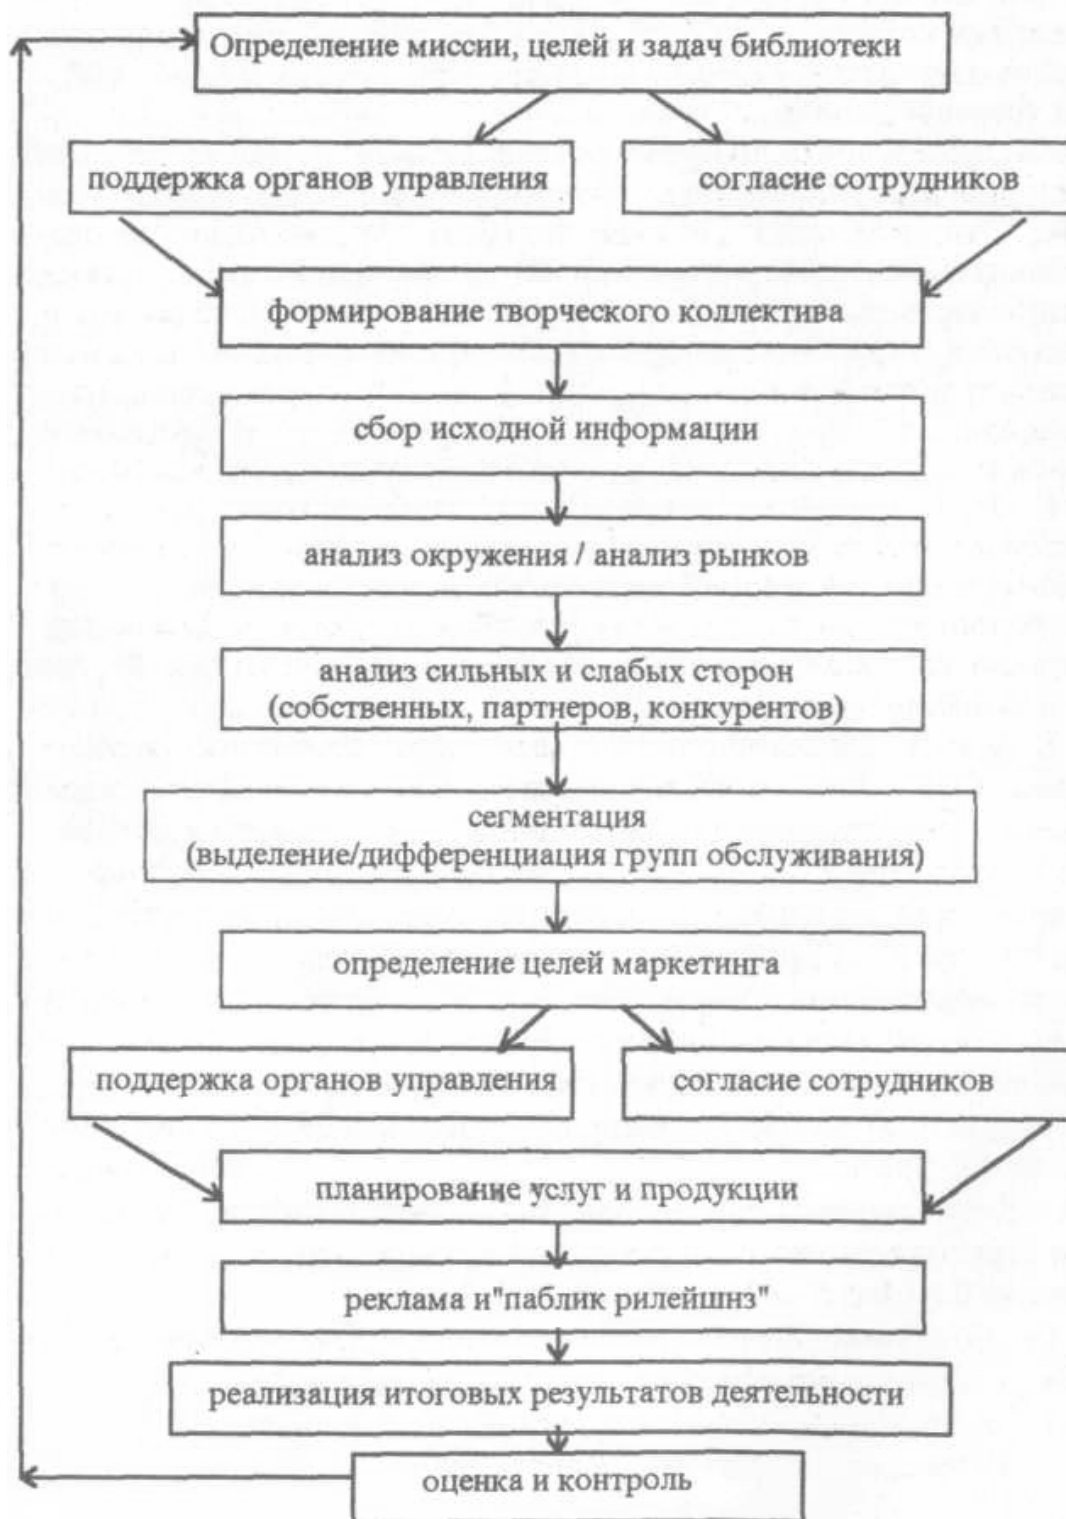 Определение миссии, целей и задач библиотеки
поддержка органов управления
согласие сотрудников
формирование творческого коллектива
сбор исходной информации
анализ окружения / анализ рынков
анализ сильных и слабых сторон
(собственных, партнеров, конкурентов)
сегментация
(выделение/дифференциация групп обслуживания)
определение целей маркетинга
поддержка органов управления
согласие сотрудников
планирование услуг и продукции
реклама и"паблик рилейшнз"
реализация итоговых результатов деятельности
оценка и контроль